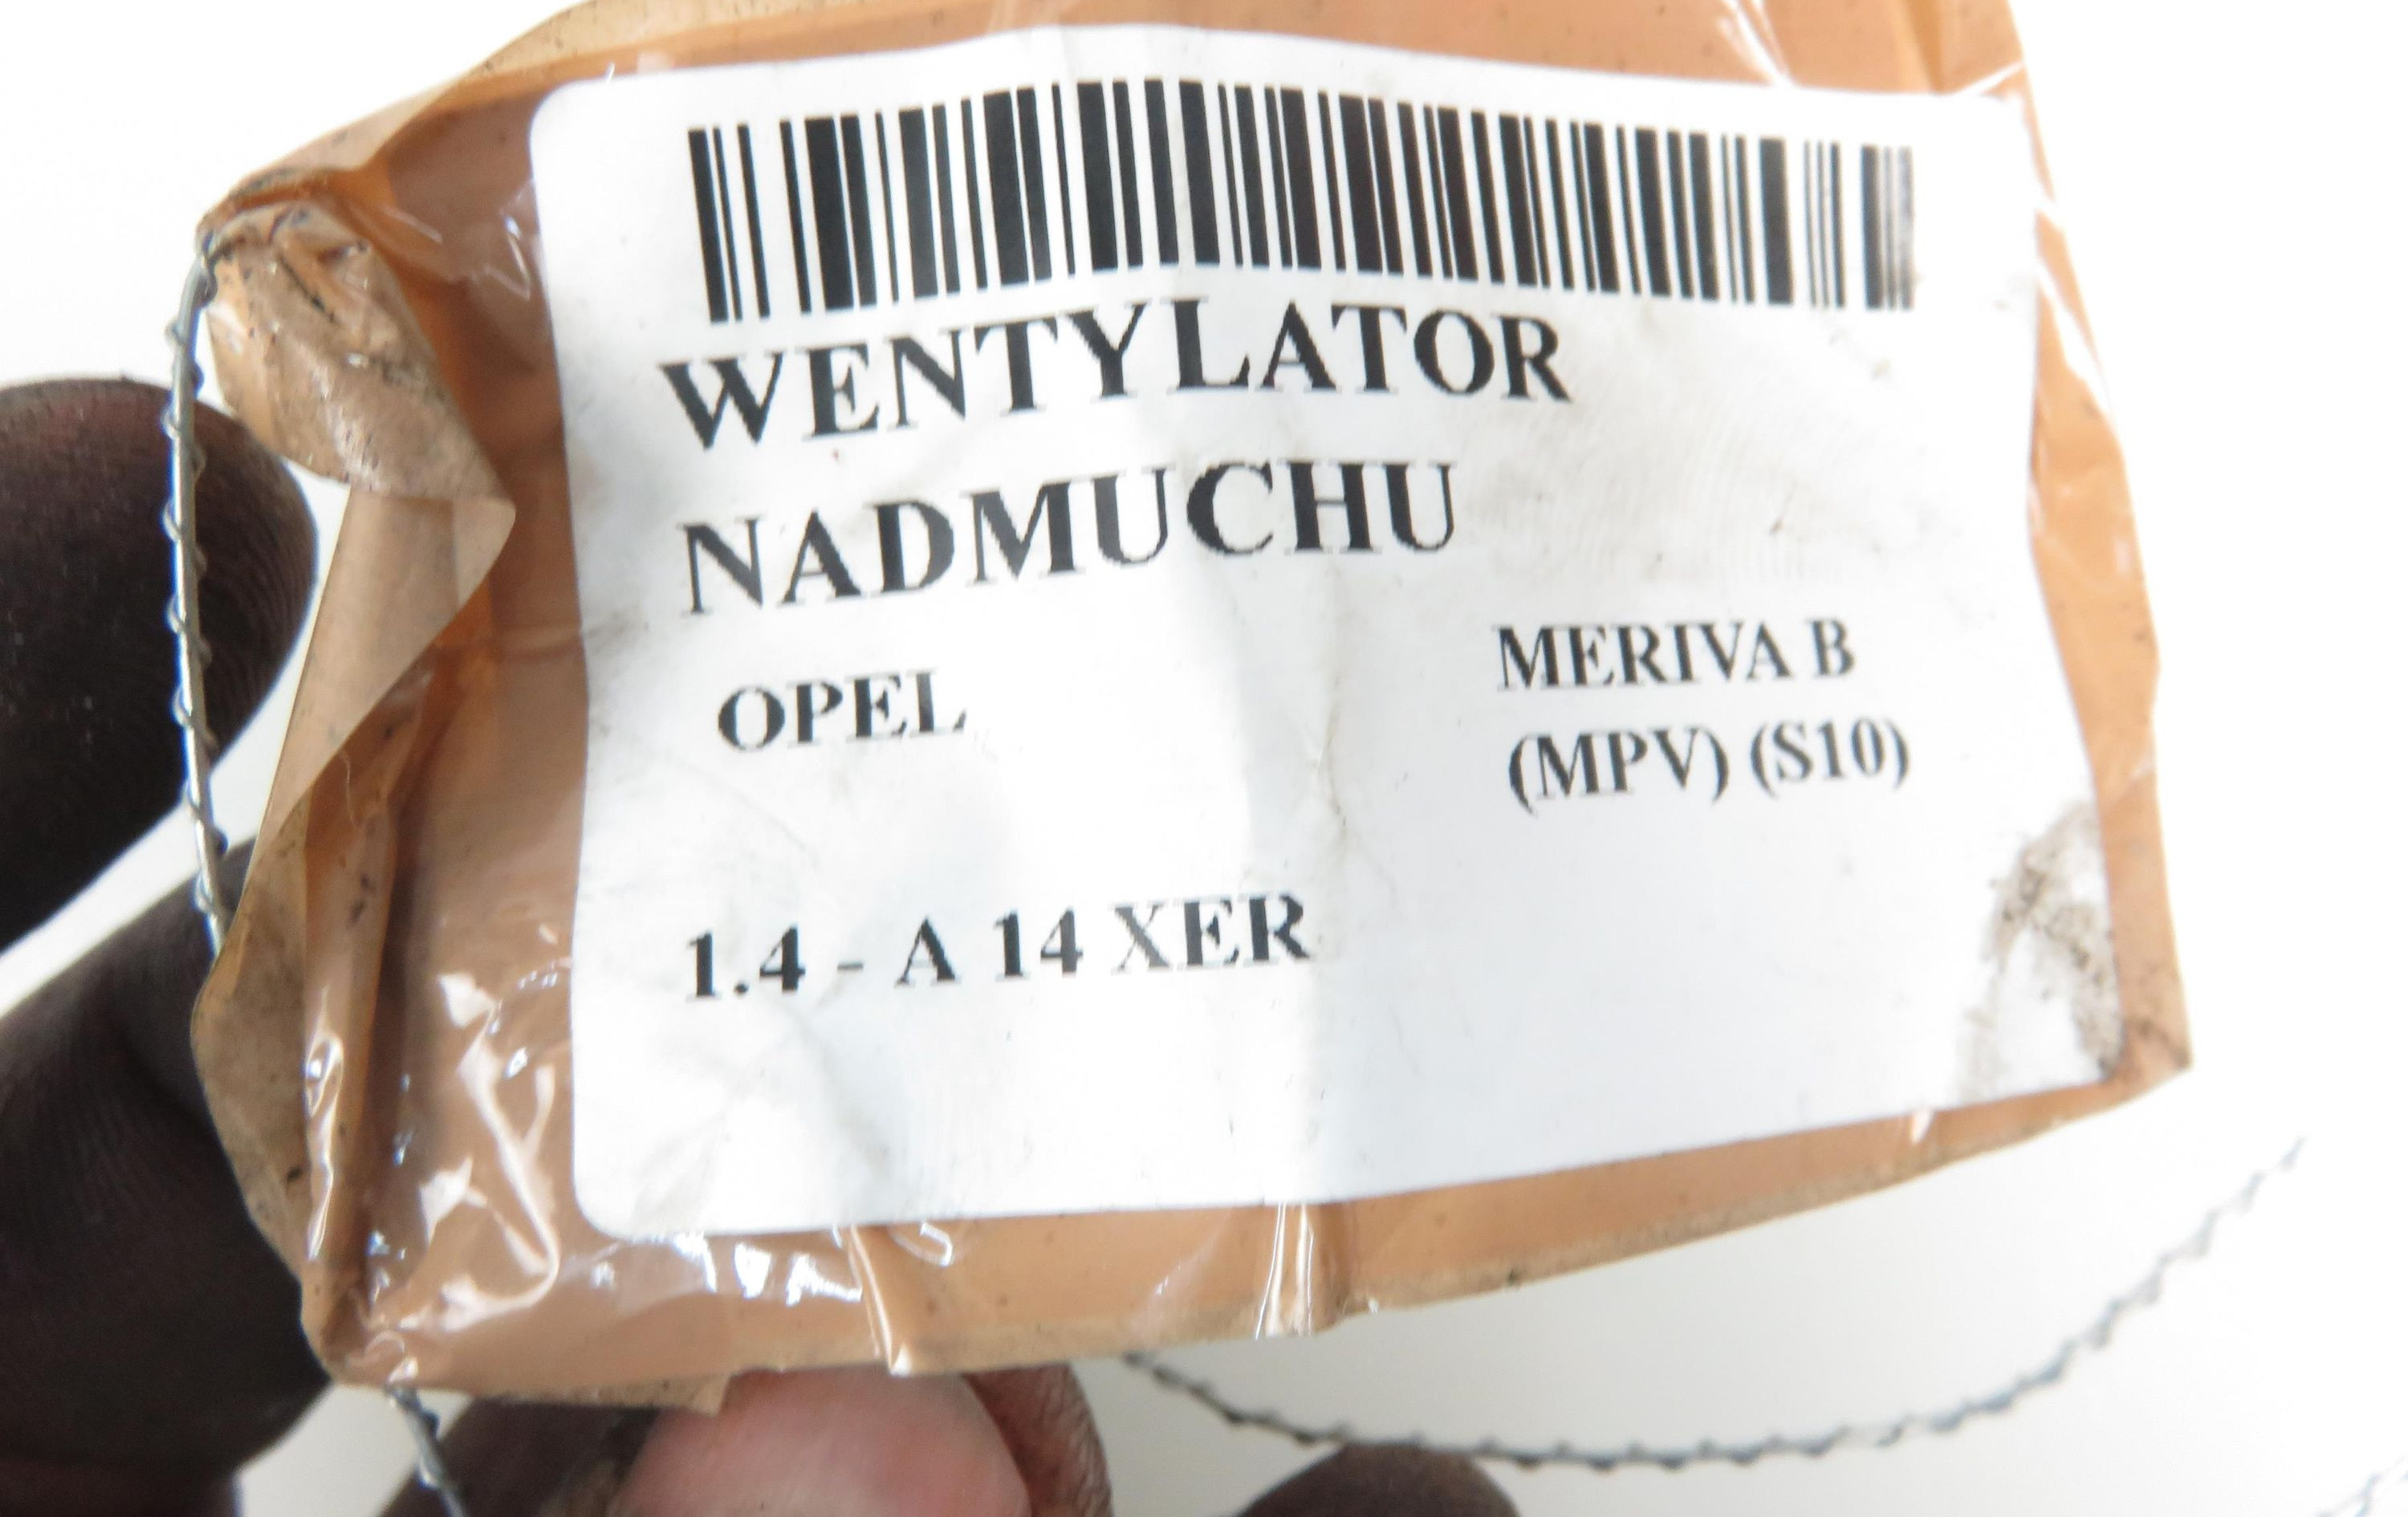 WENTYLATOR
NADMUCHU
OPEL
MERIVA B
(MPV) (S10)
1.4 - A 14 XER